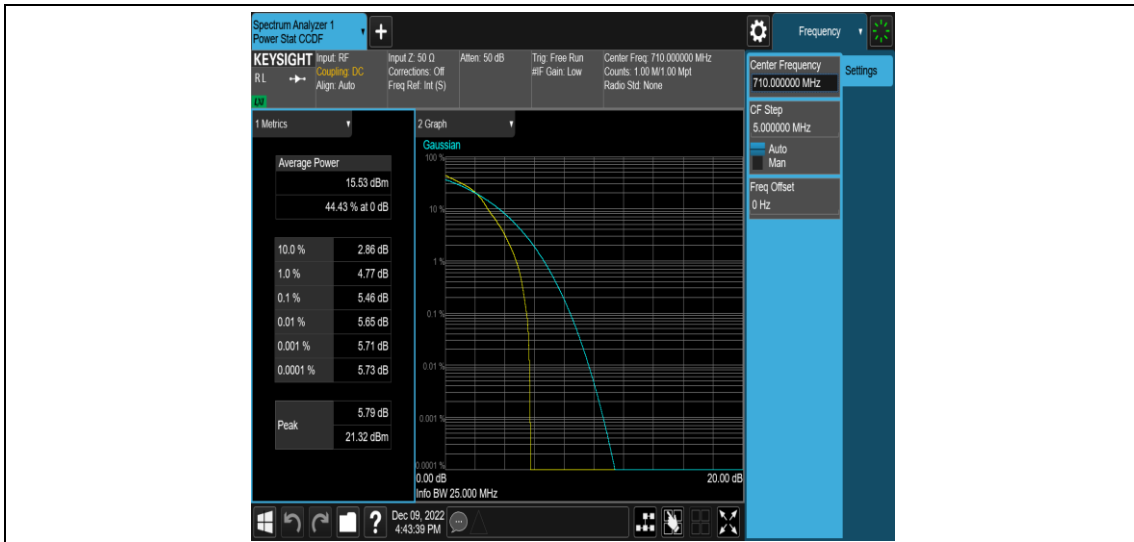 Spectrum Analyzer 1
Power Stat CCDF
Frequency
KEYSIGHT
RL
LXI
Input: RF
Coupling: DC
Align: Auto
Input Z: 50 Ω
Corrections: Off
Freq Ref: Int (S)
Atten: 50 dB
Trig: Free Run
#IF Gain: Low
Center Freq: 710.000000 MHz
Counts: 1.00 M/1.00 Mpt
Radio Std: None
Center Frequency
710.000000 MHz
Settings
CF Step
5.000000 MHz
Auto
Man
Freq Offset
0 Hz
1 Metrics
Average Power
15.53 dBm
44.43 % at 0 dB
10.0 % 2.86 dB
1.0 % 4.77 dB
0.1 % 5.46 dB
0.01 % 5.65 dB
0.001 % 5.71 dB
0.0001 % 5.73 dB
Peak
5.79 dB
21.32 dBm
2 Graph
Gaussian
100 %
10 %
1 %
0.1 %
0.01 %
0.001 %
0.0001 %
0.00 dB 20.00 dB
Info BW 25.000 MHz
?
Dec 09, 2022
4:43:39 PM